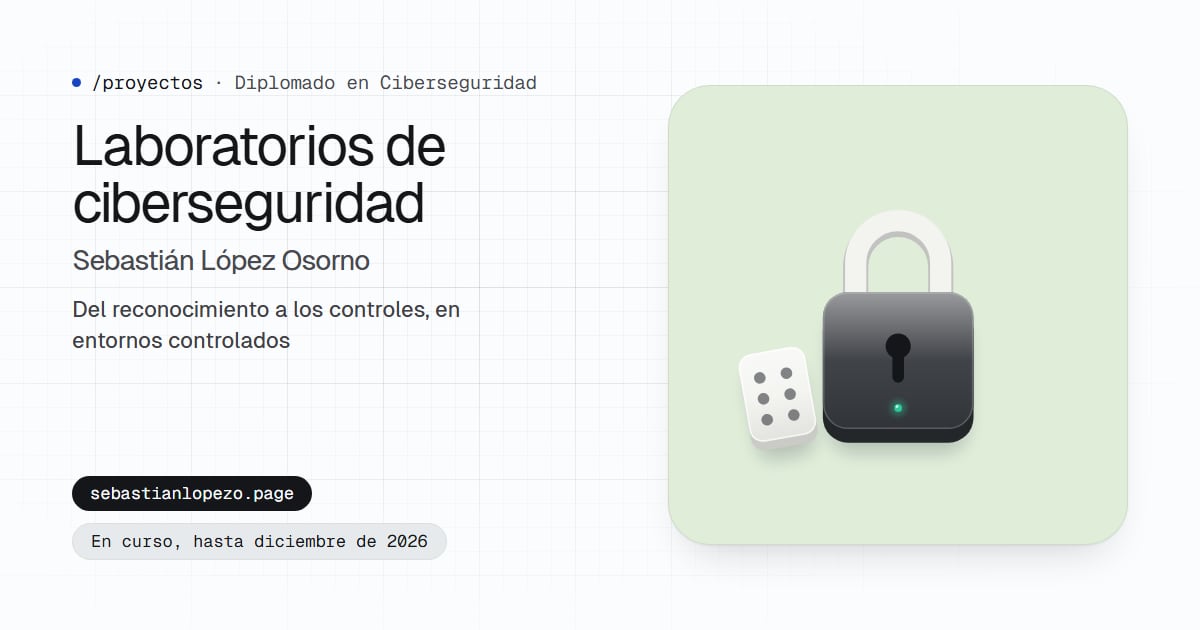 /proyectos · Diplomado en Ciberseguridad
Laboratorios de
ciberseguridad
Sebastián López Osorno
Del reconocimiento a los controles, en
entornos controlados
sebastianlopezo.page
En curso, hasta diciembre de 2026